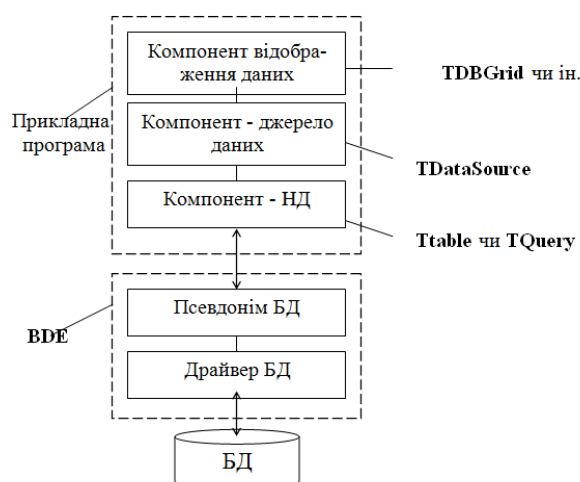 Компонент відобра-
ження даних
TDBGrid чи ін.
Прикладна
програма
Компонент - джерело
даних
TDataSource
Компонент - НД
Ttable чи TQuery
BDE
Псевдонім БД
Драйвер БД
БД